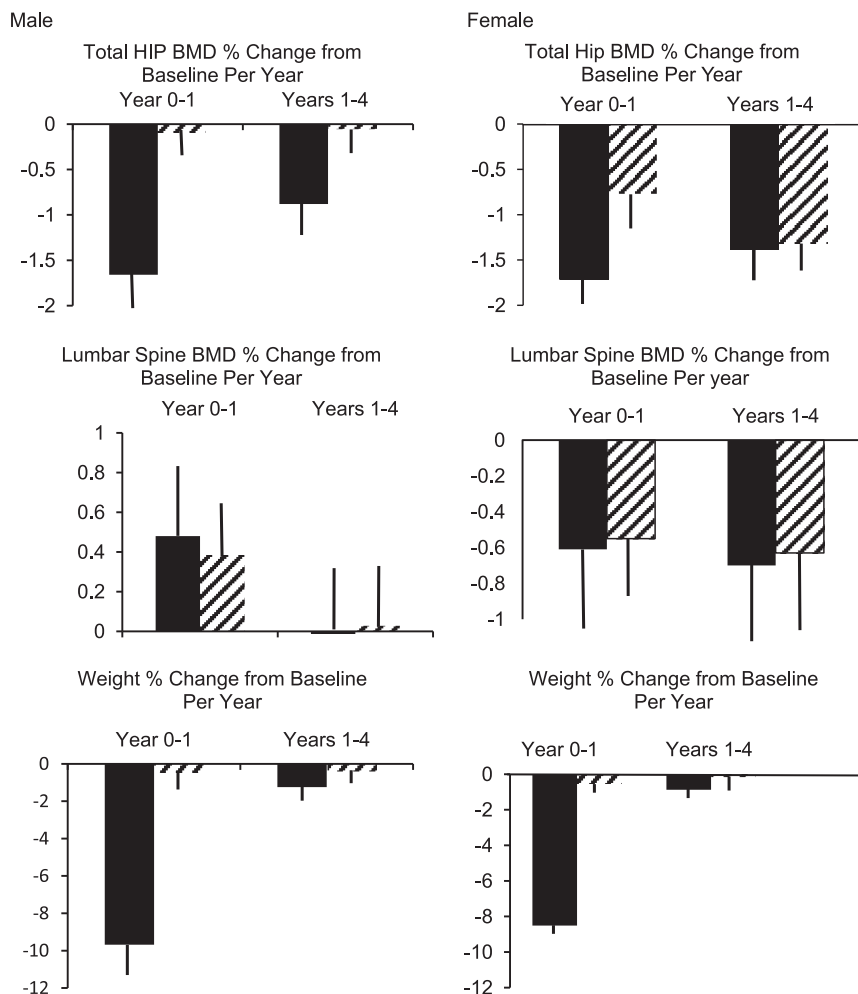 Male
Total HIP BMD % Change from
Baseline Per Year
Year 0-1 Years 1-4
0
-0.5
-1
-1.5
-2
Lumbar Spine BMD % Change from
Baseline Per Year
Year 0-1 Years 1-4
1
0.8
0.6
0.4
0.2
0
Weight % Change from Baseline
Per Year
Year 0-1 Years 1-4
0
-2
-4
-6
-8
-10
-12
Female
Total Hip BMD % Change from
Baseline Per Year
Year 0-1 Years 1-4
0
-0.5
-1
-1.5
-2
Lumbar Spine BMD % Change from
Baseline Per year
Year 0-1 Years 1-4
0
-0.2
-0.4
-0.6
-0.8
-1
Weight % Change from Baseline
Per Year
Year 0-1 Years 1-4
0
-2
-4
-6
-8
-10
-12